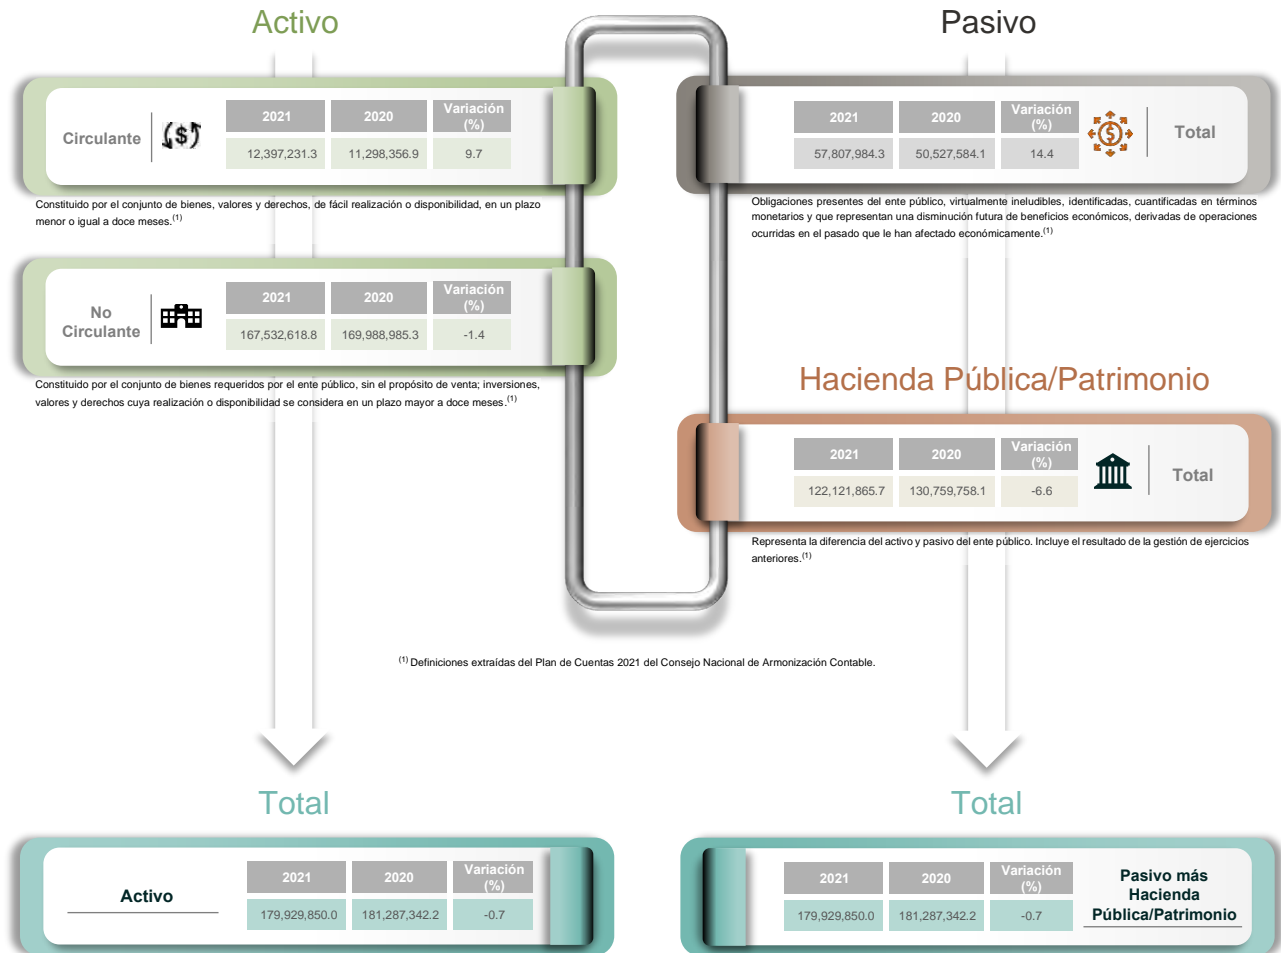 Activo
Circulante
2021 2020 Variación
(%)
12,397,231.3 11,298,356.9 9.7
Constituido por el conjunto de bienes, valores y derechos, de fácil realización o disponibilidad, en un plazo
menor o igual a doce meses.(1)
No
Circulante
2021 2020 Variación
(%)
167,532,618.8 169,988,985.3 -1.4
Constituido por el conjunto de bienes requeridos por el ente público, sin el propósito de venta; inversiones,
valores y derechos cuya realización o disponibilidad se considera en un plazo mayor a doce meses.(1)
Pasivo
2021 2020 Variación
(%)
57,807,984.3 50,527,584.1 14.4
Total
Obligaciones presentes del ente público, virtualmente ineludibles, identificadas, cuantificadas en términos
monetarios y que representan una disminución futura de beneficios económicos, derivadas de operaciones
ocurridas en el pasado que le han afectado económicamente.(1)
Hacienda Pública/Patrimonio
2021 2020 Variación
(%)
122,121,865.7 130,759,758.1 -6.6
Total
Representa la diferencia del activo y pasivo del ente público. Incluye el resultado de la gestión de ejercicios
anteriores.(1)
(1) Definiciones extraídas del Plan de Cuentas 2021 del Consejo Nacional de Armonización Contable.
Total
Activo
2021 2020 Variación
(%)
179,929,850.0 181,287,342.2 -0.7
Total
2021 2020 Variación
(%)
179,929,850.0 181,287,342.2 -0.7
Pasivo más
Hacienda
Pública/Patrimonio